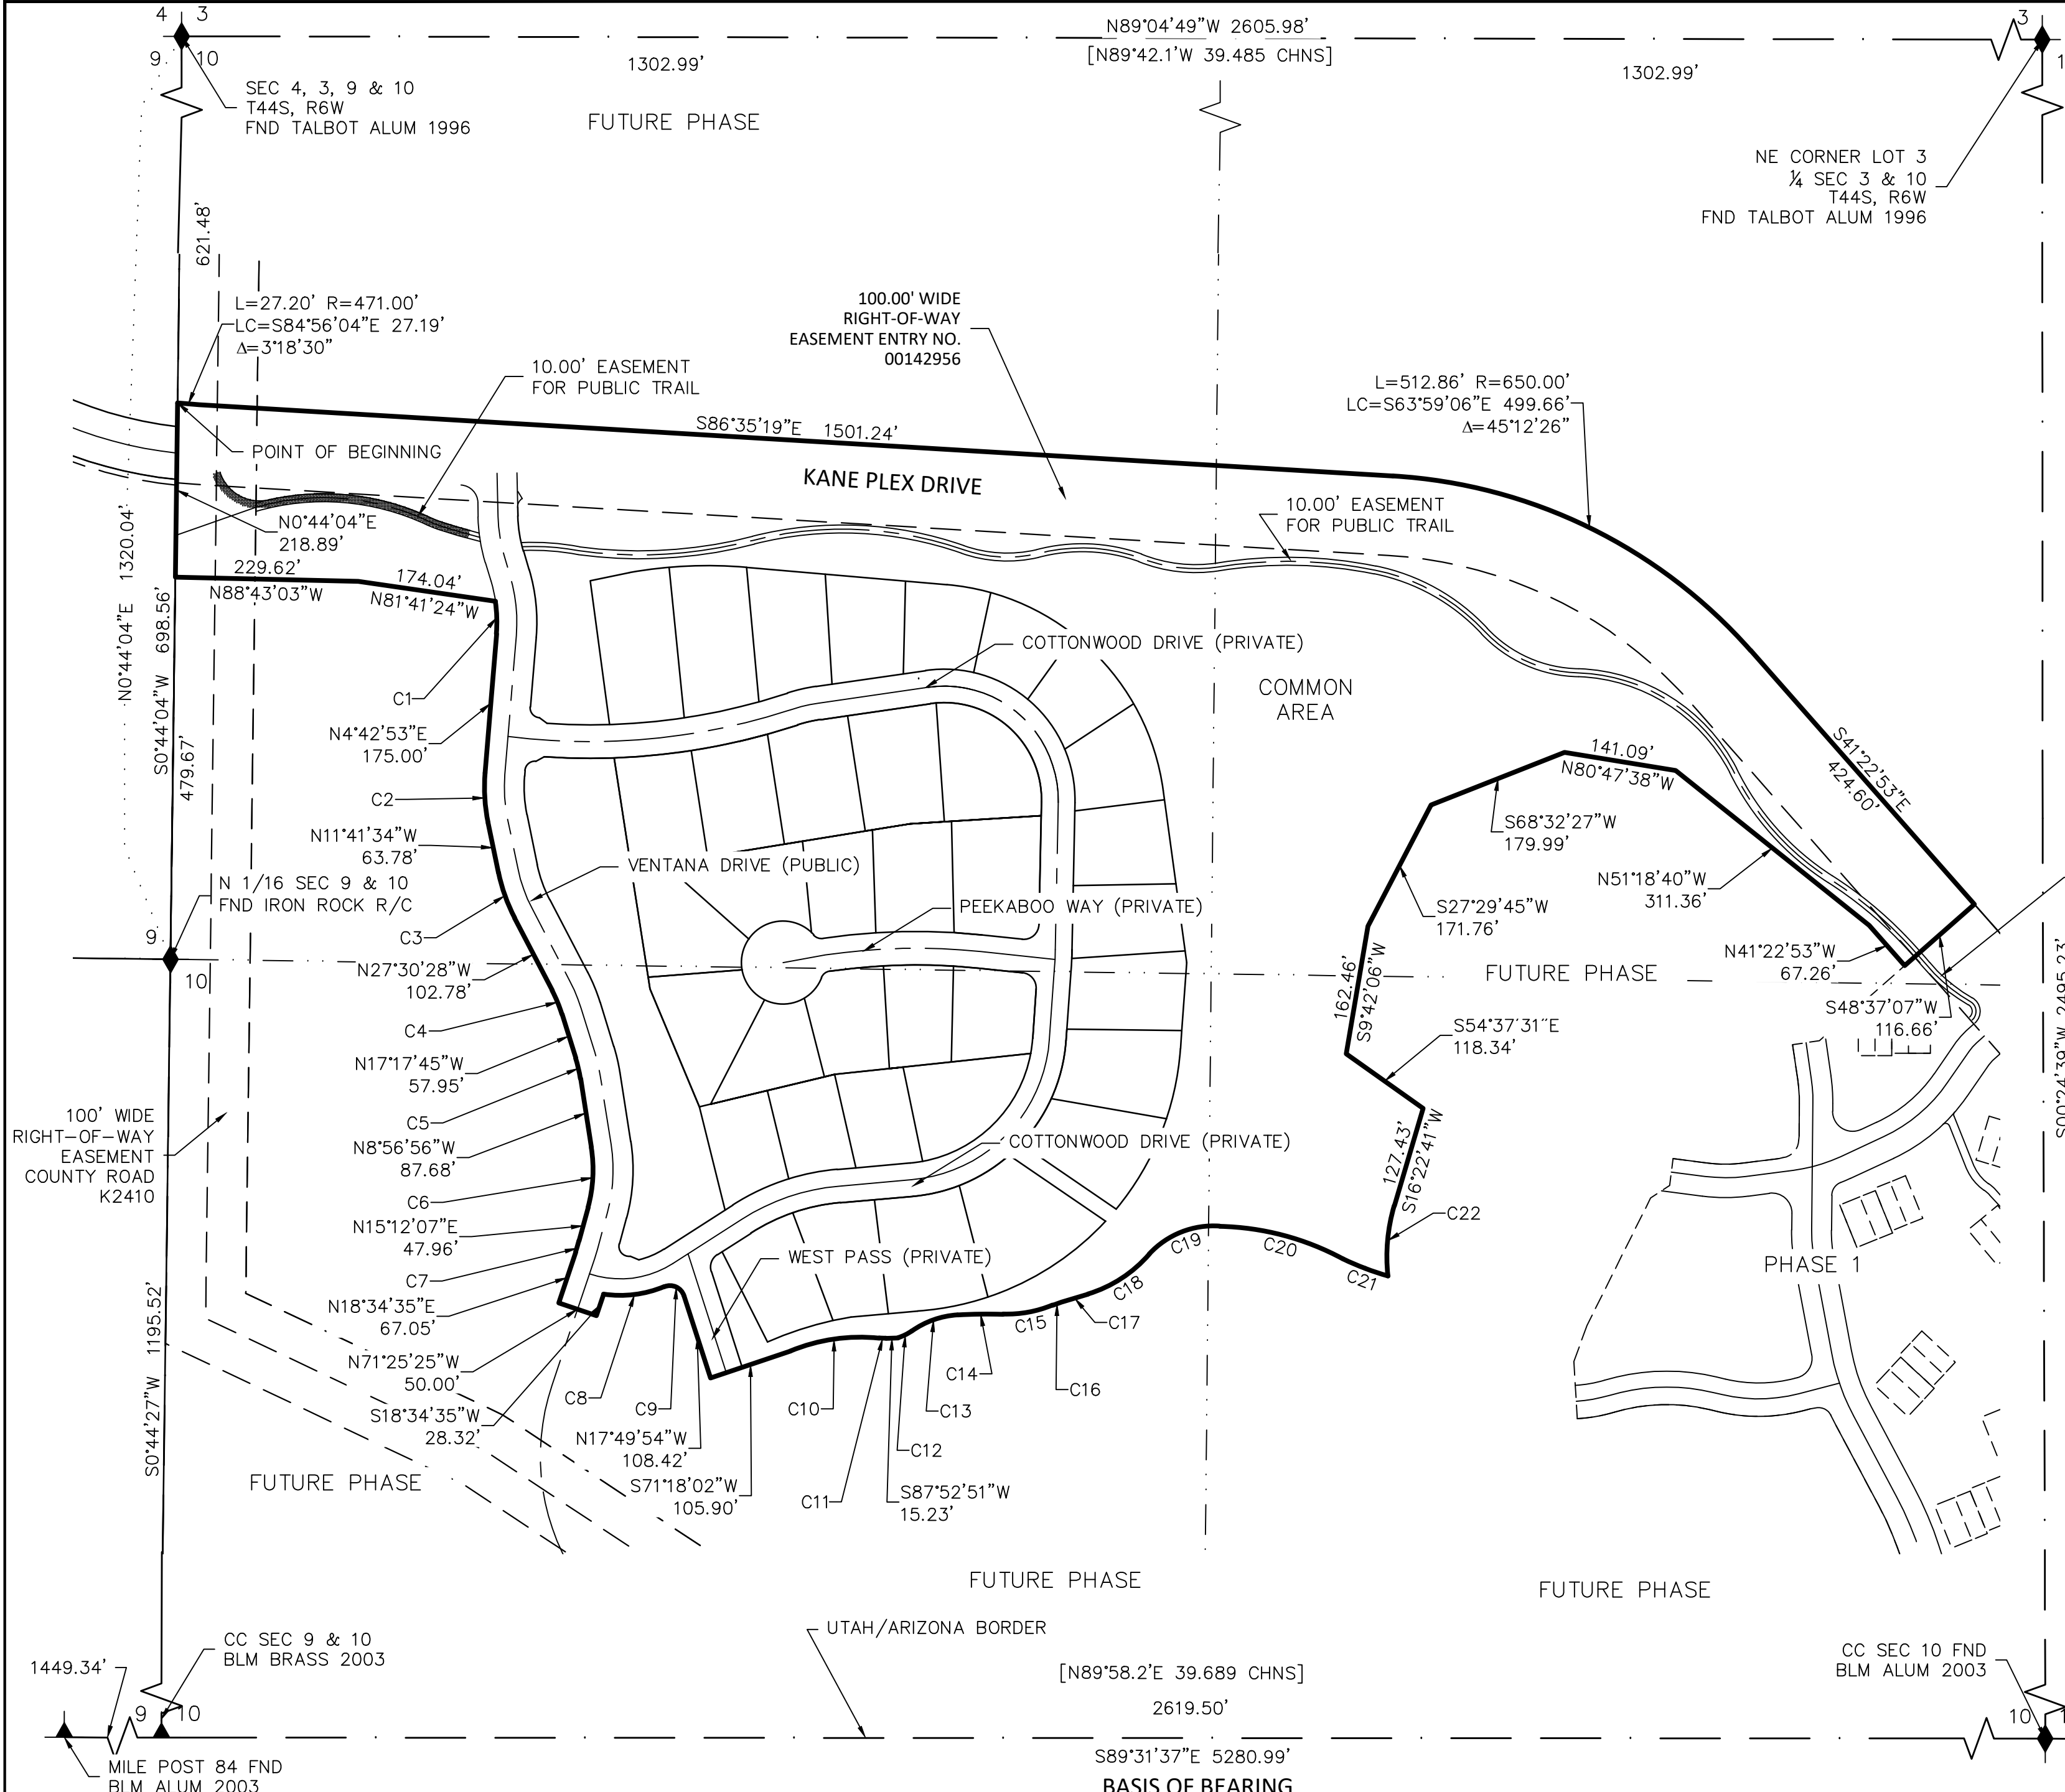 4 3
3
9 10
1
N89°04'49"W 2605.98'
[N89°42.1'W 39.485 CHNS]
1302.99'
1302.99'
SEC 4, 3, 9 & 10
T44S, R6W
FND TALBOT ALUM 1996
FUTURE PHASE
NE CORNER LOT 3
¼ SEC 3 & 10
T44S, R6W
FND TALBOT ALUM 1996
621.48'
L=27.20' R=471.00'
LC=S84°56'04"E 27.19'
Δ=3°18'30"
100.00' WIDE
RIGHT-OF-WAY
EASEMENT ENTRY NO.
00142956
10.00' EASEMENT
FOR PUBLIC TRAIL
L=512.86' R=650.00'
LC=S63°59'06"E 499.66'
Δ=45°12'26"
S86°35'19"E 1501.24'
POINT OF BEGINNING
KANE PLEX DRIVE
10.00' EASEMENT
FOR PUBLIC TRAIL
N0°44'04"E
218.89'
N0°44'04"E 1320.04'
229.62'
N88°43'03"W
174.04'
N81°41'24"W
S0°44'04"W 698.56'
479.67'
COTTONWOOD DRIVE (PRIVATE)
COMMON
AREA
C1
N4°42'53"E
175.00'
C2
N11°41'34"W
63.78'
141.09'
N80°47'38"W
S41°22'53"E
424.60'
S68°32'27"W
179.99'
VENTANA DRIVE (PUBLIC)
N51°18'40"W
311.36'
N 1/16 SEC 9 & 10
FND IRON ROCK R/C
PEEKABOO WAY (PRIVATE)
S27°29'45"W
171.76'
9
10
C3
N27°30'28"W
102.78'
N41°22'53"W
67.26'
FUTURE PHASE
162.46'
S9°42'06"W
S48°37'07"W
116.66'
S00°24'39"W 2495.23'
C4
S54°37'31"E
118.34'
N17°17'45"W
57.95'
C5
100' WIDE
RIGHT-OF-WAY
EASEMENT
COUNTY ROAD
K2410
N8°56'56"W
87.68'
COTTONWOOD DRIVE (PRIVATE)
127.43'
S16°22'41"W
C6
C22
N15°12'07"E
47.96'
C19
C20
C21
WEST PASS (PRIVATE)
PHASE 1
C7
C18
N18°34'35"E
67.05'
C17
C15
N71°25'25"W
50.00'
C14
C16
C8
C9
C10
C13
S18°34'35"W
28.32'
N17°49'54"W
108.42'
C12
S0°44'27"W 1195.52'
FUTURE PHASE
S71°18'02"W
105.90'
C11
S87°52'51"W
15.23'
FUTURE PHASE
FUTURE PHASE
UTAH/ARIZONA BORDER
CC SEC 9 & 10
BLM BRASS 2003
1449.34'
[N89°58.2'E 39.689 CHNS]
2619.50'
CC SEC 10 FND
BLM ALUM 2003
9 10
10 1
S89°31'37"E 5280.99'
BASIS OF BEARING
MILE POST 84 FND
BLM ALUM 2003